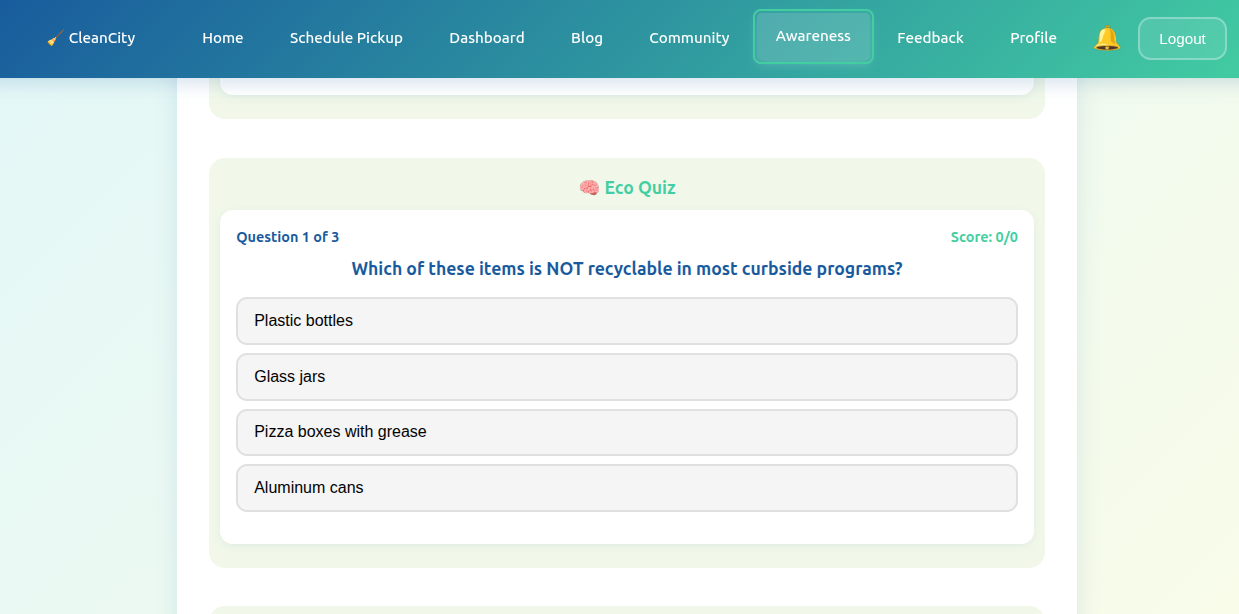 🧹 CleanCity Home Schedule Pickup Dashboard Blog Community Awareness Feedback Profile 🔔 Logout
🧠 Eco Quiz
Question 1 of 3 Score: 0/0
Which of these items is NOT recyclable in most curbside programs?
Plastic bottles
Glass jars
Pizza boxes with grease
Aluminum cans